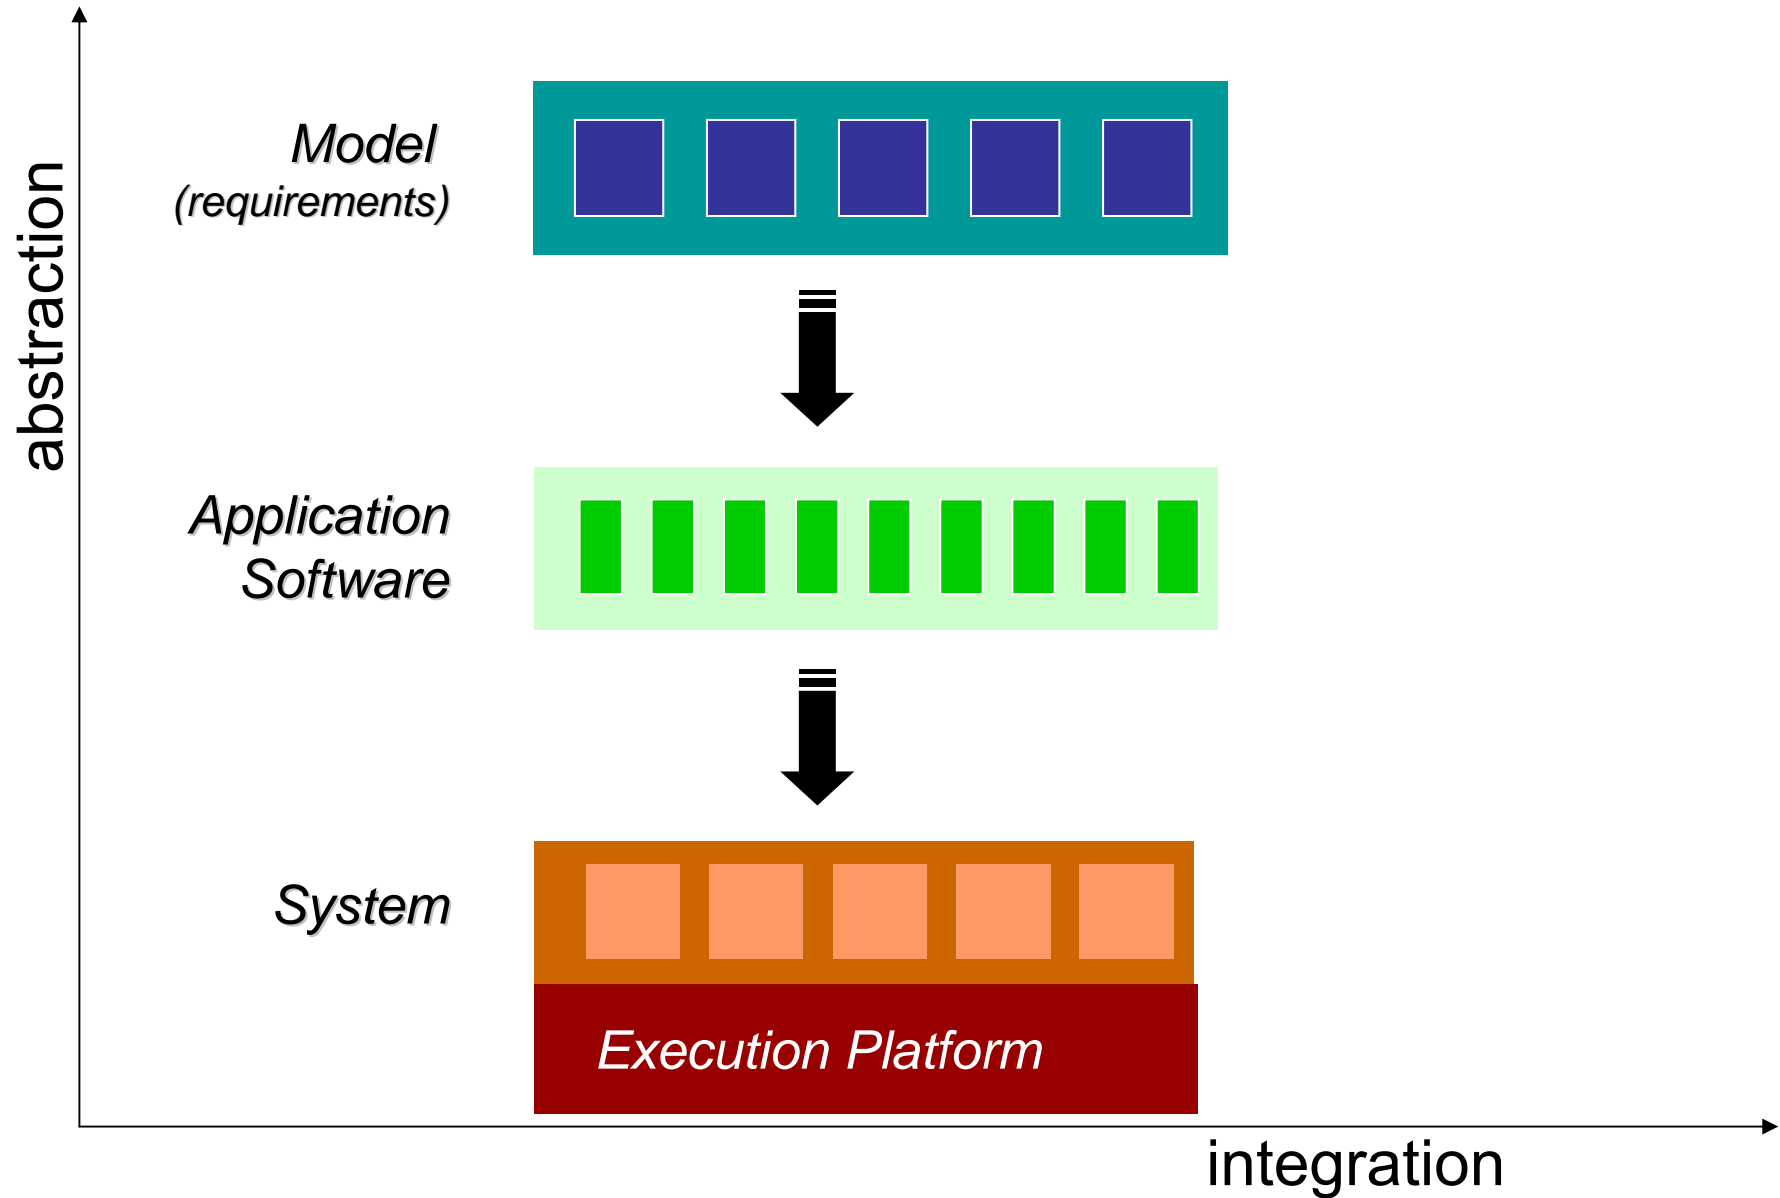 abstraction
Model
(requirements)
Application
Software
System
Execution Platform
integration